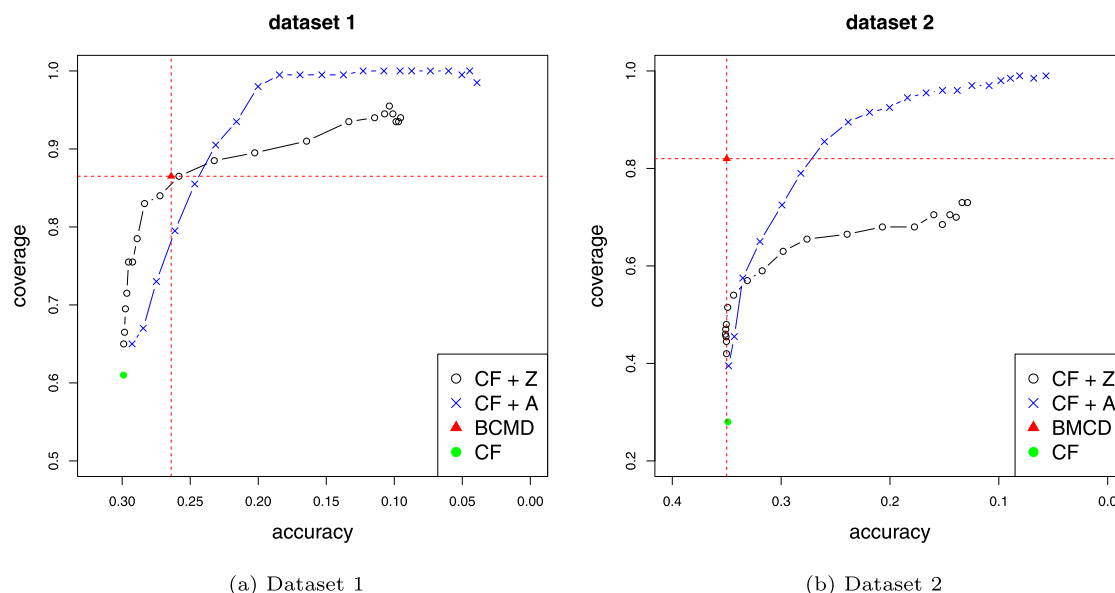 dataset 1
coverage
1.0
0.9
0.8
0.7
0.6
0.5
0.30
0.25
0.20
0.15
0.10
0.05
0.00
accuracy
CF + Z
CF + A
BCMD
CF
(a) Dataset 1
dataset 2
coverage
1.0
0.8
0.6
0.4
0.2
0.4
0.3
0.2
0.1
0.0
accuracy
CF + Z
CF + A
BMCD
CF
(b) Dataset 2